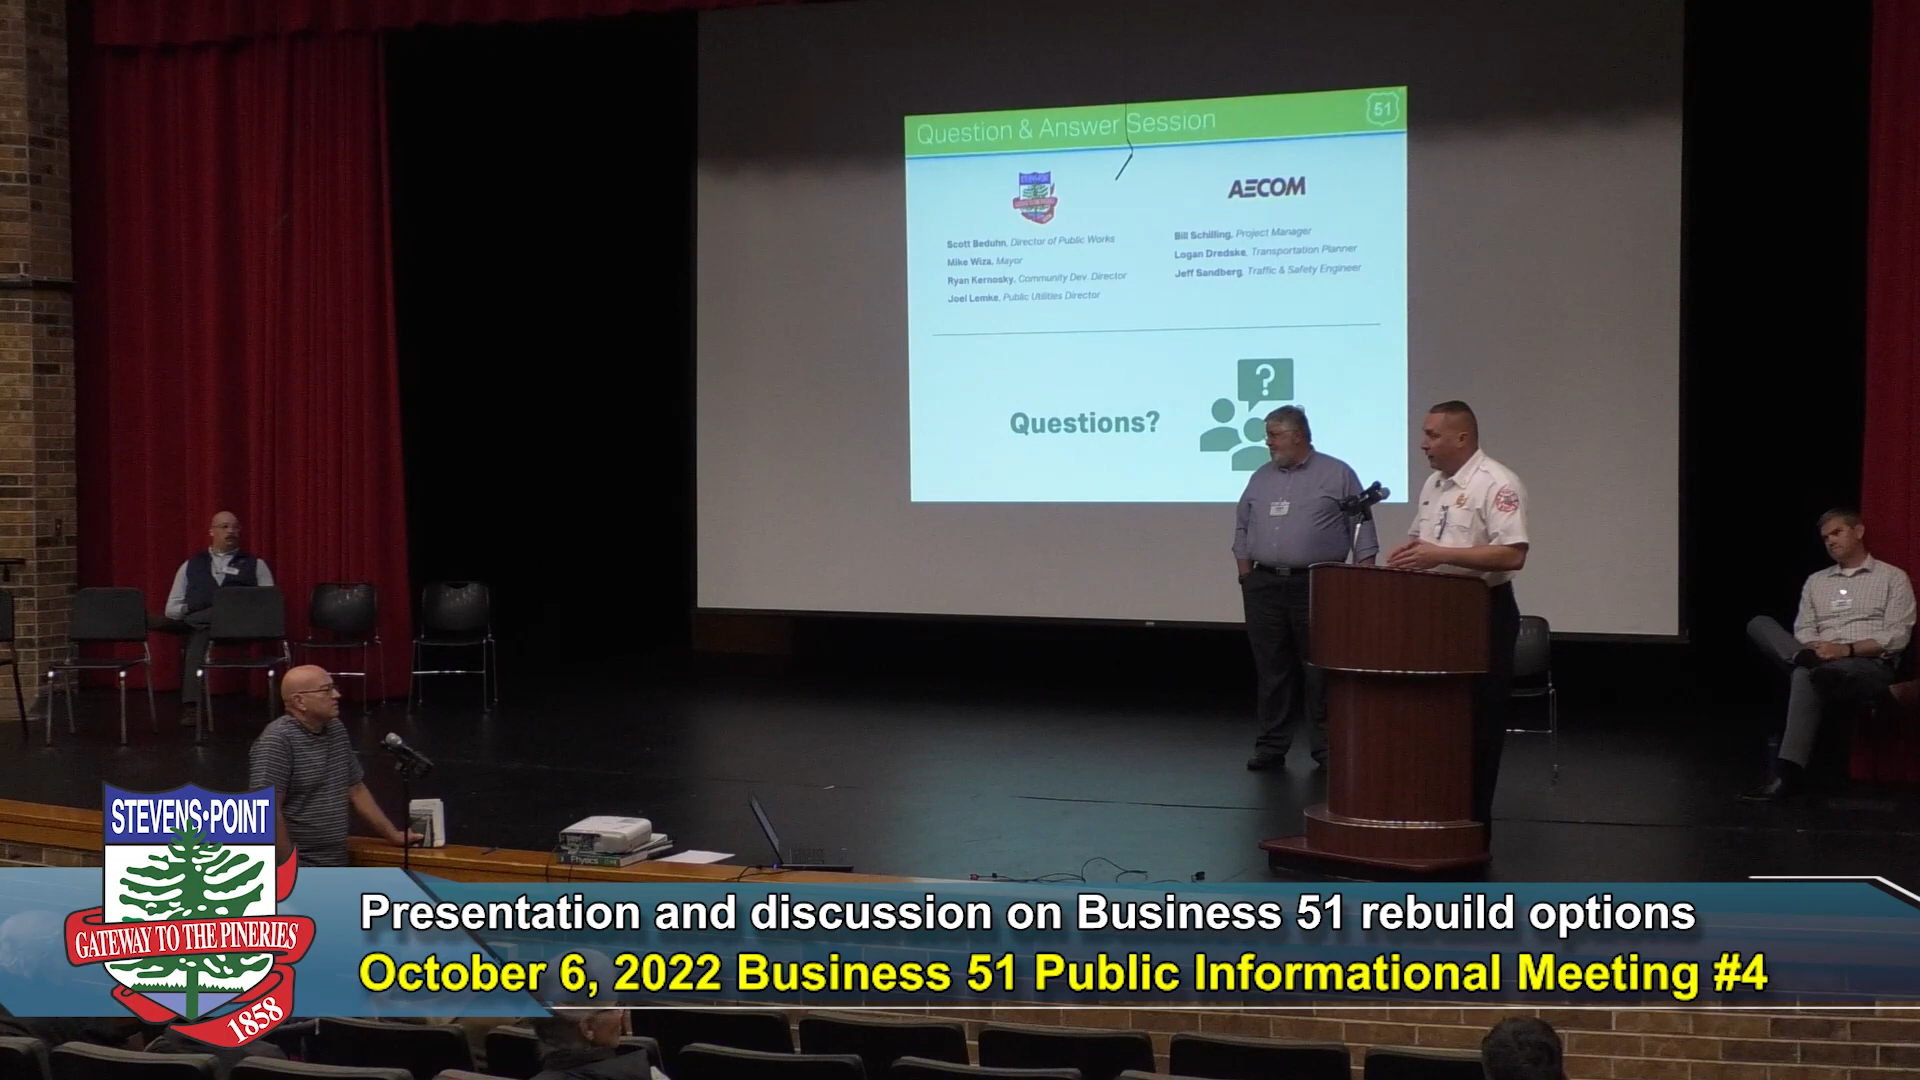 Question & Answer Session
51
AECOM
Scott Beduhn, Director of Public Works
Mike Wiza, Mayor
Ryan Kernosky, Community Dev. Director
Joel Lemke, Public Utilities Director
Bill Schilling, Project Manager
Logan Dredske, Transportation Planner
Jeff Sandberg, Traffic & Safety Engineer
?
Questions?
Physics
STEVENS•POINT
GATEWAY TO THE PINERIES
1858
Presentation and discussion on Business 51 rebuild options
October 6, 2022 Business 51 Public Informational Meeting #4